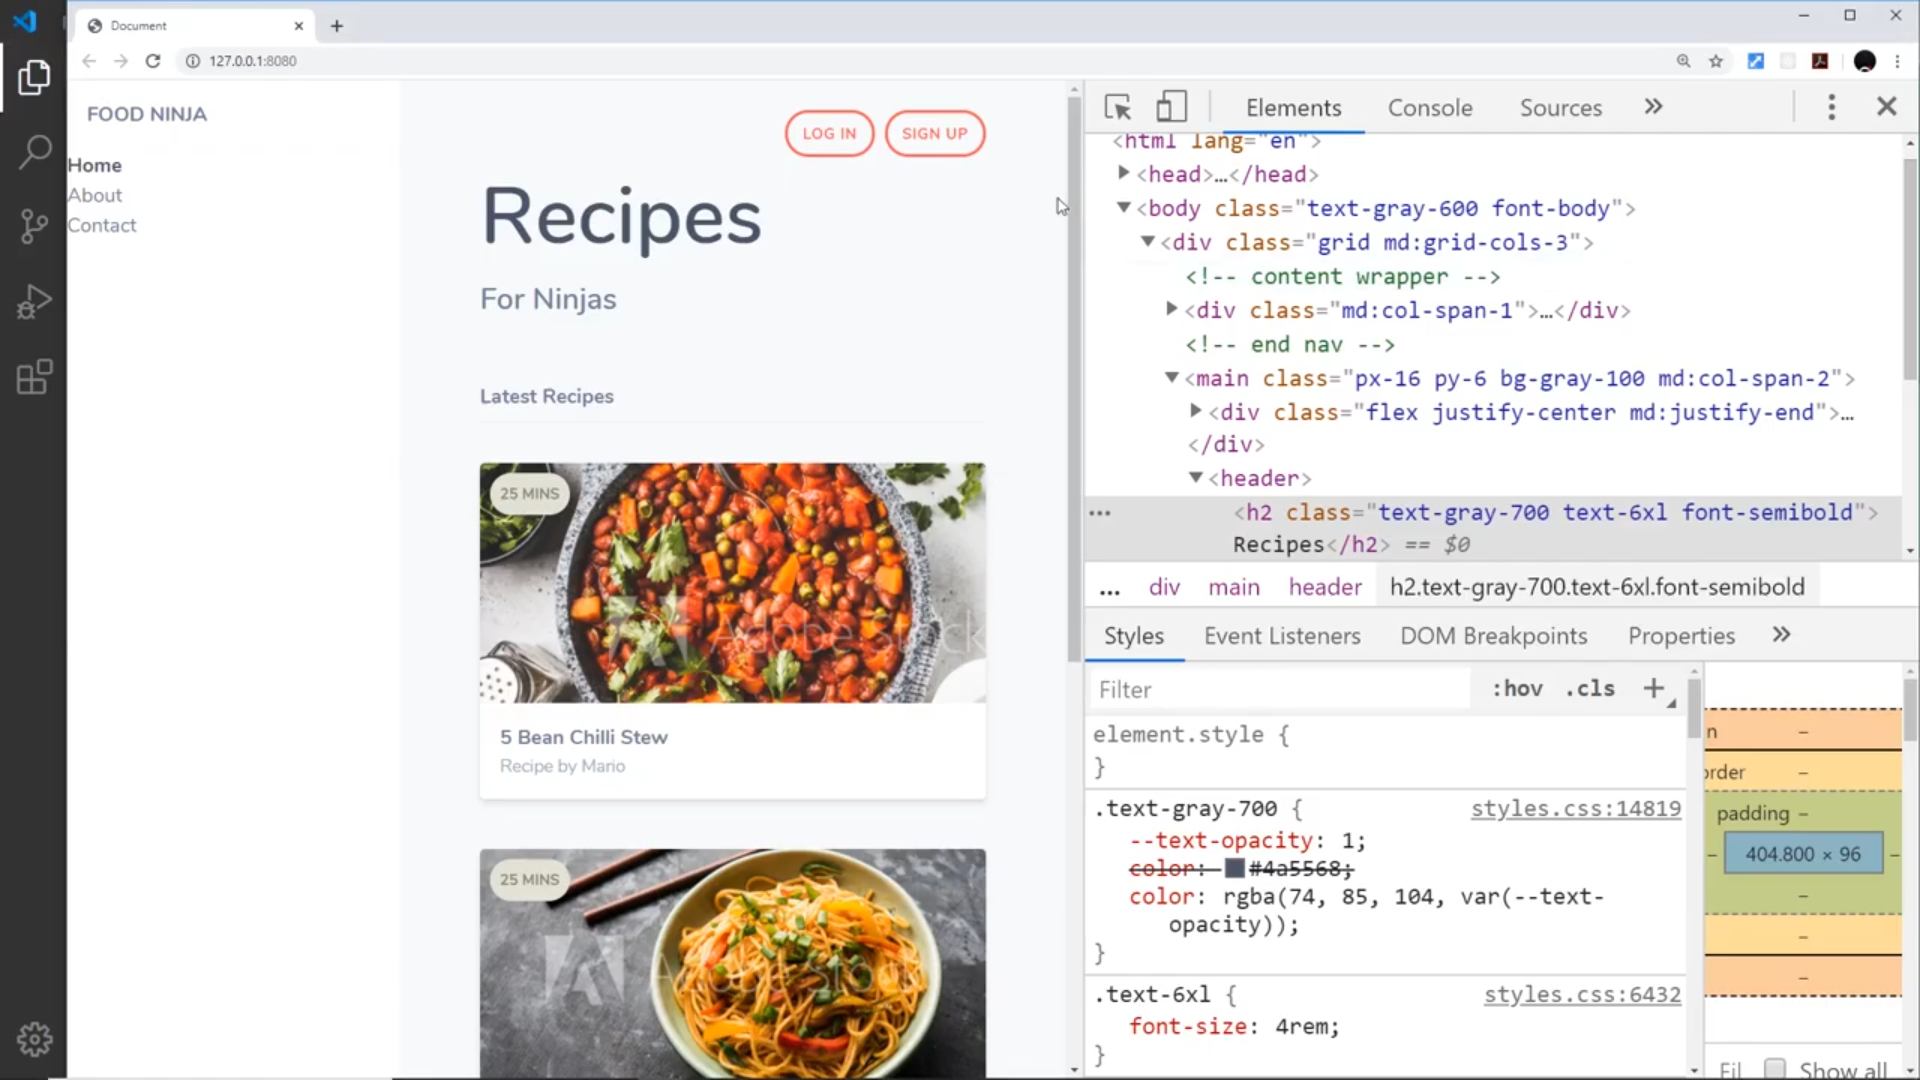 Document
127.0.0.1:8080
FOOD NINJA
Home
About
Contact
LOG IN
SIGN UP
Recipes
For Ninjas
Latest Recipes
25 MINS
Adobe Stock
5 Bean Chilli Stew
Recipe by Mario
25 MINS
Adobe Stock
Elements
Console
Sources
<html lang="en">
<head>…</head>
<body class="text-gray-600 font-body">
<div class="grid md:grid-cols-3">
<!-- content wrapper -->
<div class="md:col-span-1">…</div>
<!-- end nav -->
<main class="px-16 py-6 bg-gray-100 md:col-span-2">
<div class="flex justify-center md:justify-end">…
</div>
<header>
<h2 class="text-gray-700 text-6xl font-semibold">
Recipes</h2> == $0
... div main header h2.text-gray-700.text-6xl.font-semibold
Styles
Event Listeners
DOM Breakpoints
Properties
Filter
:hov
.cls
element.style {
}
.text-gray-700 {
styles.css:14819
--text-opacity: 1;
color: #4a5568;
color: rgba(74, 85, 104, var(--text-
opacity));
}
.text-6xl {
styles.css:6432
font-size: 4rem;
}
n –
order –
padding –
– 404.800 × 96 –
–
–
–
Fil
Show all